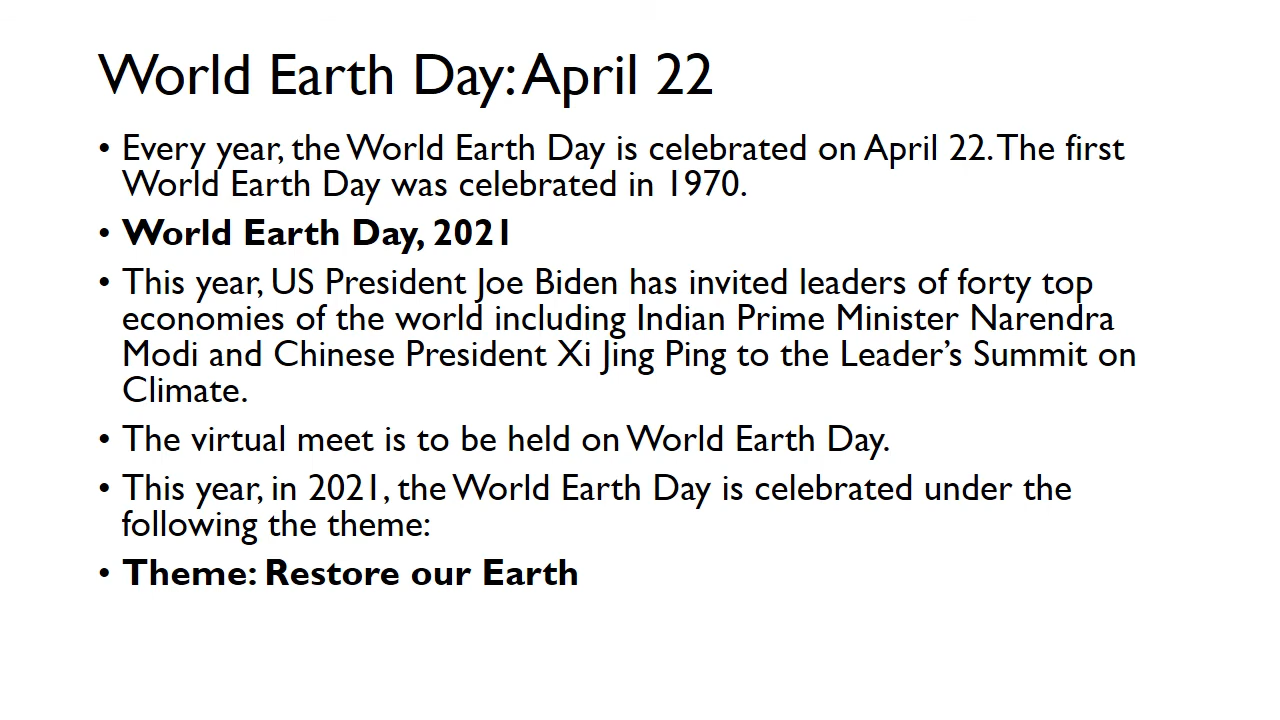 World Earth Day: April 22
• Every year, the World Earth Day is celebrated on April 22. The first
World Earth Day was celebrated in 1970.
• World Earth Day, 2021
• This year, US President Joe Biden has invited leaders of forty top
economies of the world including Indian Prime Minister Narendra
Modi and Chinese President Xi Jing Ping to the Leader’s Summit on
Climate.
• The virtual meet is to be held on World Earth Day.
• This year, in 2021, the World Earth Day is celebrated under the
following the theme:
• Theme: Restore our Earth